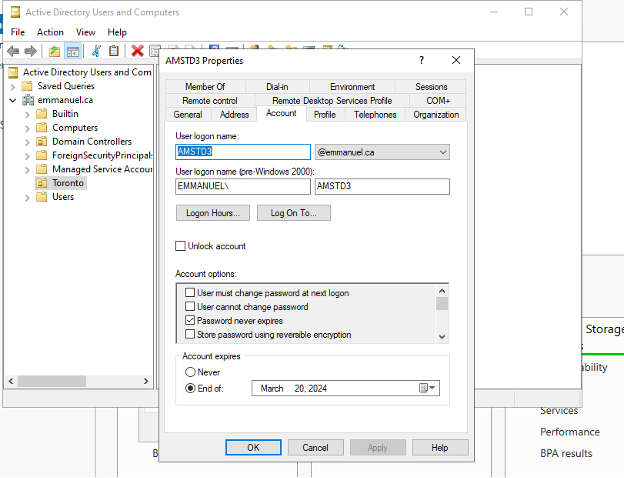 Active Directory Users and Computers
File Action View Help
Active Directory Users and Com
Saved Queries
emmanuel.ca
Builtin
Computers
Domain Controllers
ForeignSecurityPrincipals
Managed Service Accour
Toronto
Users
AMSTD3 Properties
Member Of Dial-in Environment Sessions
Remote control Remote Desktop Services Profile COM+
General Address Account Profile Telephones Organization
User logon name:
AMSTD3 @emmanuel.ca
User logon name (pre-Windows 2000):
EMMANUEL\ AMSTD3
Logon Hours... Log On To...
Unlock account
Account options:
User must change password at next logon
User cannot change password
Password never expires
Store password using reversible encryption
Account expires
Never
End of: March 20, 2024
OK Cancel Apply Help
Storage
ability
Services
Performance
BPA results